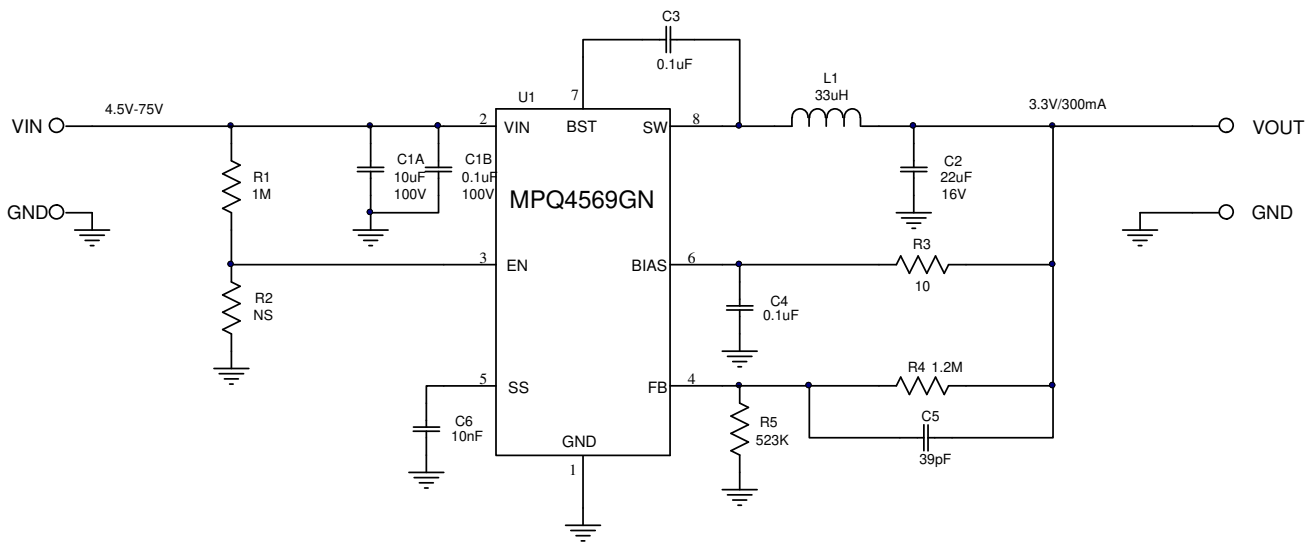 C3
0.1uF
L1
33uH
U1
7
4.5V-75V
3.3V/300mA
VIN
2
VIN
BST
SW
8
VOUT
R1
1M
C1A
10uF
100V
C1B
0.1uF
100V
MPQ4569GN
C2
22uF
16V
GND
GND
R3
10
3
EN
BIAS
6
R2
NS
C4
0.1uF
5
SS
FB
4
R4 1.2M
C6
10nF
R5
523K
C5
39pF
GND
1